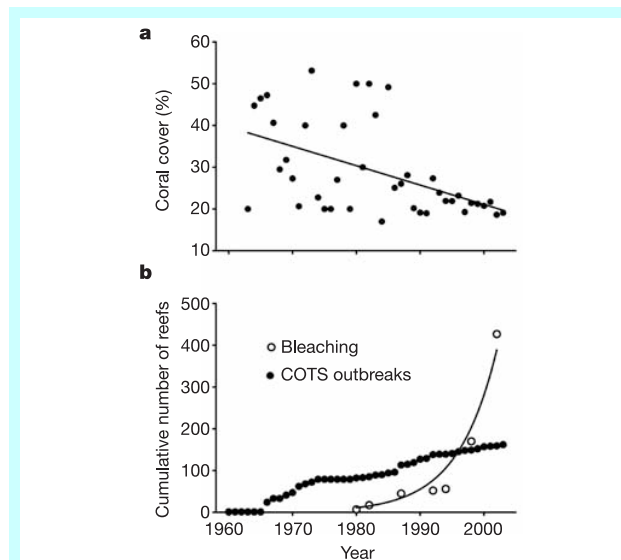 a
60
50
40
30
20
10
Coral cover (%)
b
500
400
300
200
100
0
Cumulative number of reefs
Bleaching
COTS outbreaks
1960 1970 1980 1990 2000
Year